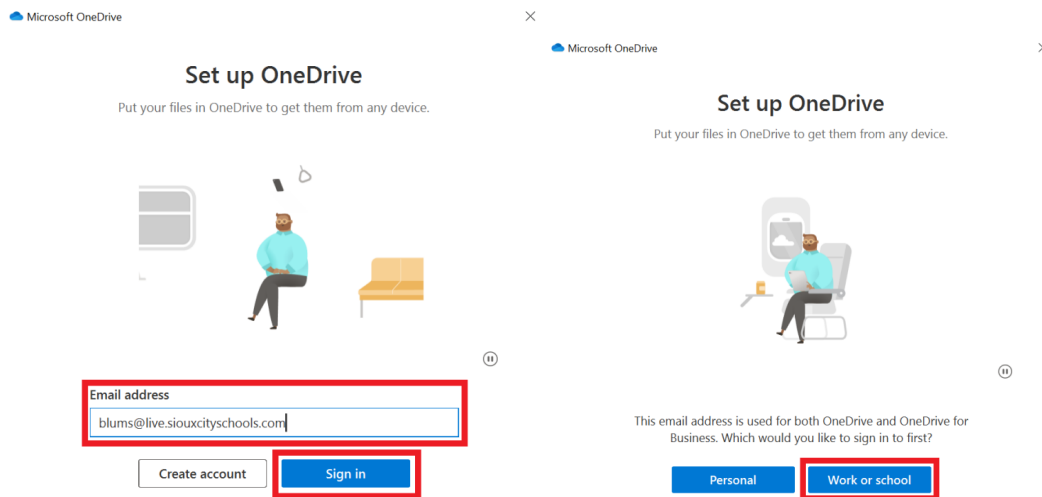 Microsoft OneDrive
Set up OneDrive
Put your files in OneDrive to get them from any device.
Email address
blums@live.siouxcityschools.com
Create account
Sign in
Microsoft OneDrive
Set up OneDrive
Put your files in OneDrive to get them from any device.
This email address is used for both OneDrive and OneDrive for
Business. Which would you like to sign in to first?
Personal
Work or school